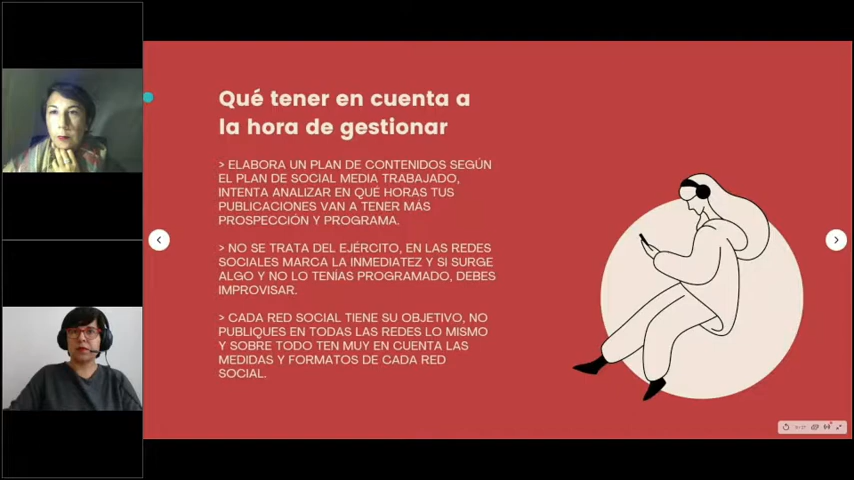 Qué tener en cuenta a
la hora de gestionar
> ELABORA UN PLAN DE CONTENIDOS SEGÚN
EL PLAN DE SOCIAL MEDIA TRABAJADO,
INTENTA ANALIZAR EN QUÉ HORAS TUS
PUBLICACIONES VAN A TENER MÁS
PROSPECCIÓN Y PROGRAMA.
> NO SE TRATA DEL EJÉRCITO, EN LAS REDES
SOCIALES MARCA LA INMEDIATEZ Y SI SURGE
ALGO Y NO LO TENÍAS PROGRAMADO, DEBES
IMPROVISAR.
> CADA RED SOCIAL TIENE SU OBJETIVO, NO
PUBLIQUES EN TODAS LAS REDES LO MISMO
Y SOBRE TODO TEN MUY EN CUENTA LAS
MEDIDAS Y FORMATOS DE CADA RED
SOCIAL.